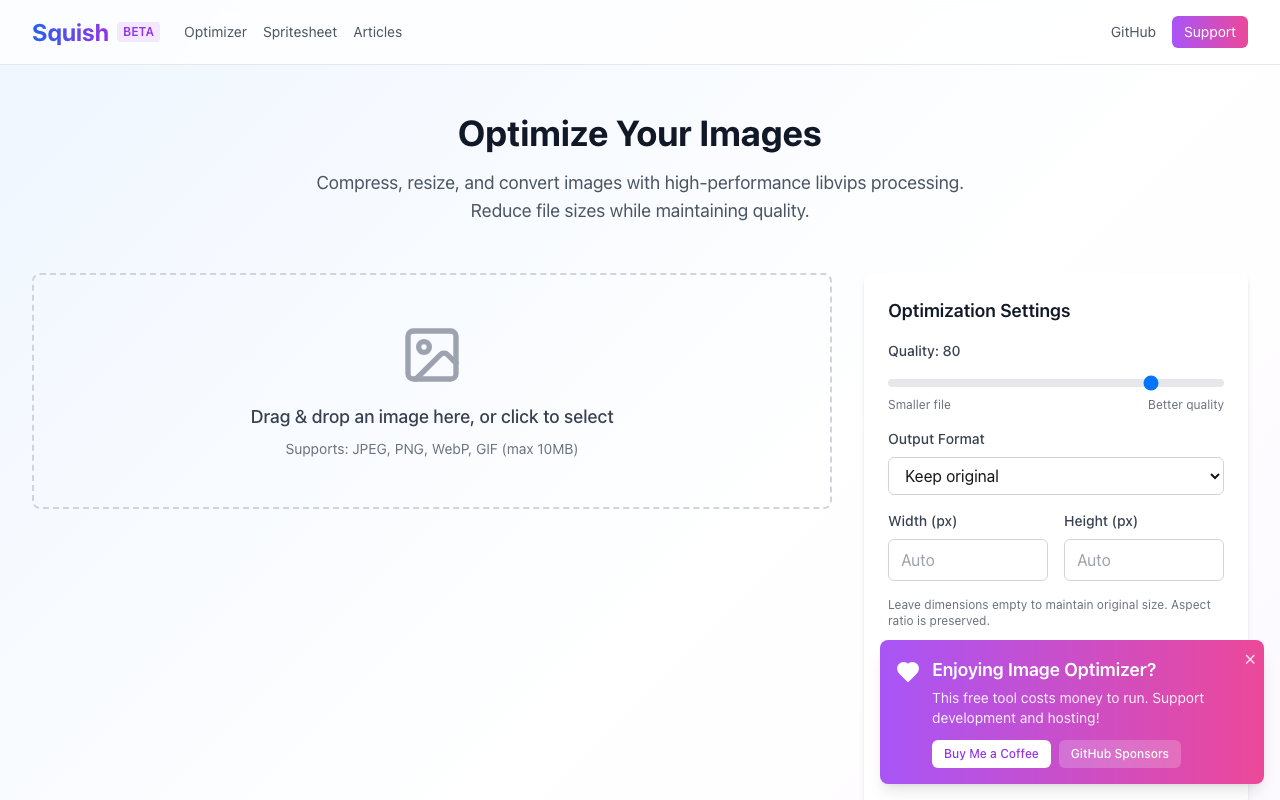 Squish BETA Optimizer Spritesheet Articles GitHub Support
Optimize Your Images
Compress, resize, and convert images with high-performance libvips processing.
Reduce file sizes while maintaining quality.
Drag & drop an image here, or click to select
Supports: JPEG, PNG, WebP, GIF (max 10MB)
Optimization Settings
Quality: 80
Smaller file Better quality
Output Format
Keep original
Width (px) Height (px)
Auto Auto
Leave dimensions empty to maintain original size. Aspect
ratio is preserved.
Enjoying Image Optimizer?
This free tool costs money to run. Support
development and hosting!
Buy Me a Coffee GitHub Sponsors